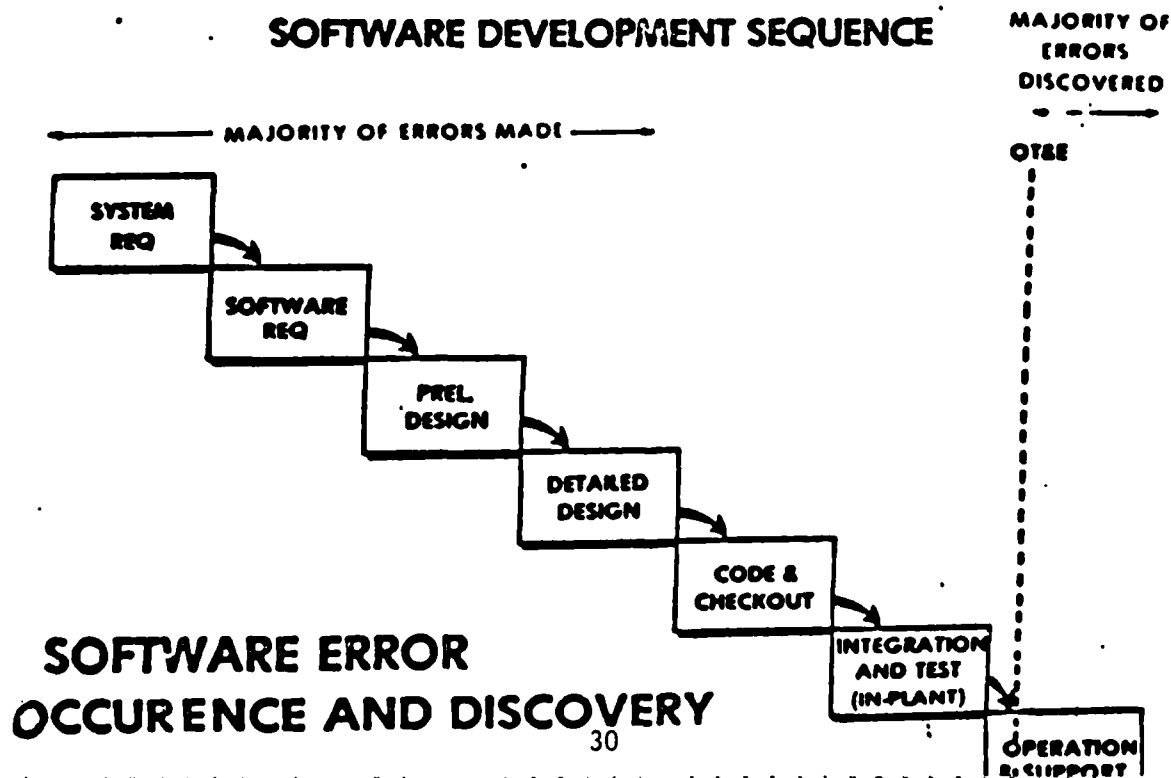 SOFTWARE DEVELOPMENT SEQUENCE
MAJORITY OF
ERRORS
DISCOVERED
MAJORITY OF ERRORS MADE
OT&E
SYSTEM
REQ
SOFTWARE
REQ
PREL.
DESIGN
DETAILED
DESIGN
CODE &
CHECKOUT
INTEGRATION
AND TEST
(IN-PLANT)
OPERATION
& SUPPORT
SOFTWARE ERROR
OCCURENCE AND DISCOVERY
30